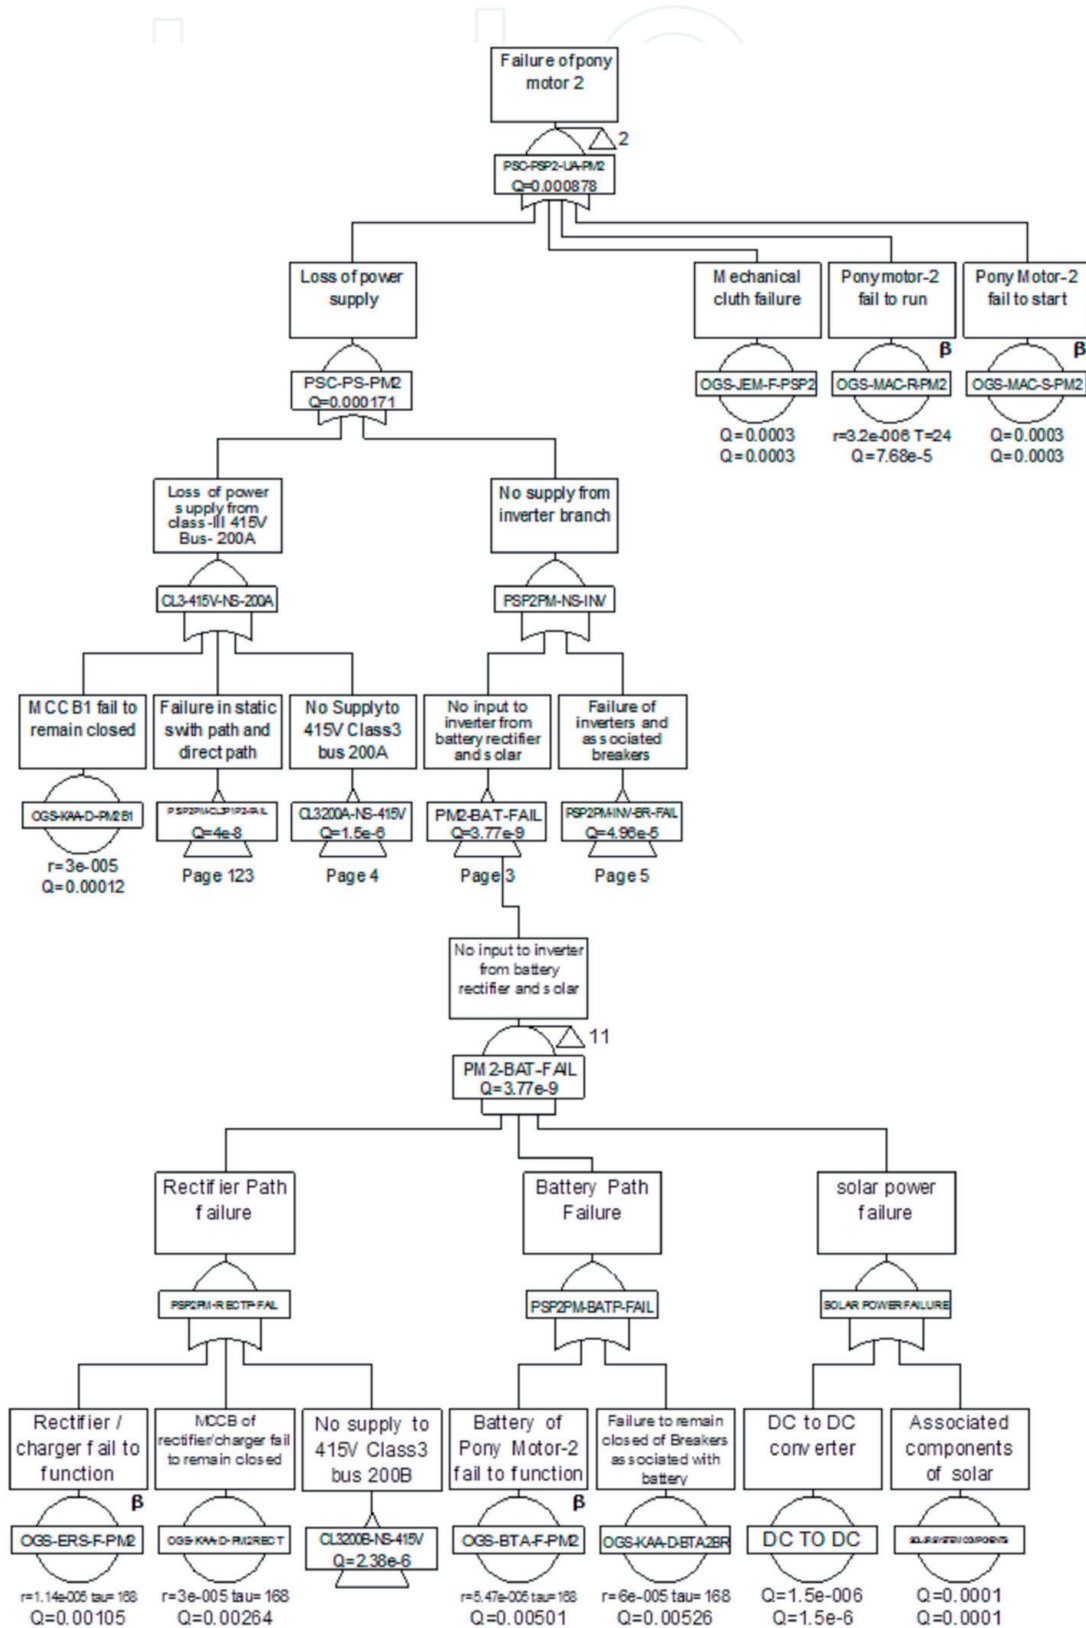 Failure of pony
motor 2
2
PSC-PSP2-UA-PM2
Q=0.000878
Loss of power
supply
Mechanical
cluth failure
Ponymotor-2
fail to run
Pony Motor-2
fail to start
PSC-PS-PM2
Q=0.000171
OGS-JEM-F-PSP2
Q=0.0003
Q=0.0003
β
OGS-MAC-R-PM2
r=3.2e-006 T=24
Q=7.68e-5
β
OGS-MAC-S-PM2
Q=0.0003
Q=0.0003
Loss of power
supply from
class-III 415V
Bus- 200A
No supply from
inverter branch
CL3-415V-NS-200A
PSP2PM-NS-INV
MCCB1 fail to
remain closed
Failure in static
swith path and
direct path
No Supply to
415V Class3
bus 200A
No input to
inverter from
battery rectifier
and solar
Failure of
inverters and
associated
breakers
OGS-KAA-D-PM2B1
r=3e-005
Q=0.00012
Q=4e-8
Page 123
CL3200A-NS-415V
Q=1.5e-6
Page 4
PM2-BAT-FAIL
Q=3.77e-9
Page 3
PSP2PM-INV-BR-FAIL
Q=4.96e-5
Page 5
No input to inverter
from battery
rectifier and solar
11
PM2-BAT-FAIL
Q=3.77e-9
Rectifier Path
failure
Battery Path
Failure
solar power
failure
PSP2PM-RECTP-FAIL
PSP2PM-BATP-FAIL
SOLAR POWER FAILURE
Rectifier /
charger fail to
function
MCCB of
rectifier/charger fail
to remain closed
No supply to
415V Class3
bus 200B
Battery of
Pony Motor-2
fail to function
Failure to remain
closed of Breakers
associated with
battery
DC to DC
converter
Associated
components
of solar
β
OGS-ERS-F-PM2
r=1.14e-005 tau=168
Q=0.00105
OGS-KAA-D-PM2RECT
r=3e-005 tau=168
Q=0.00264
CL3200B-NS-415V
Q=2.38e-6
β
OGS-BTA-F-PM2
r=5.47e-005 tau=168
Q=0.00501
OGS-KAA-D-BTA2BR
r=6e-005 tau=168
Q=0.00526
DC TO DC
Q=1.5e-006
Q=1.5e-6
Q=0.0001
Q=0.0001